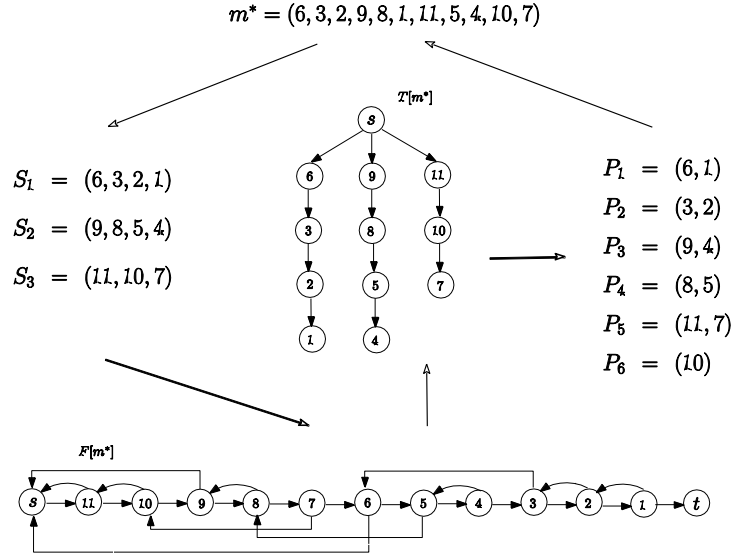 m* = (6, 3, 2, 9, 8, 1, 11, 5, 4, 10, 7)
T[m*]
s
S₁ = (6, 3, 2, 1)
S₂ = (9, 8, 5, 4)
S₃ = (11, 10, 7)
6 9 11
3 8 10
2 5 7
1 4
P₁ = (6, 1)
P₂ = (3, 2)
P₃ = (9, 4)
P₄ = (8, 5)
P₅ = (11, 7)
P₆ = (10)
F[m*]
s 11 10 9 8 7 6 5 4 3 2 1 t